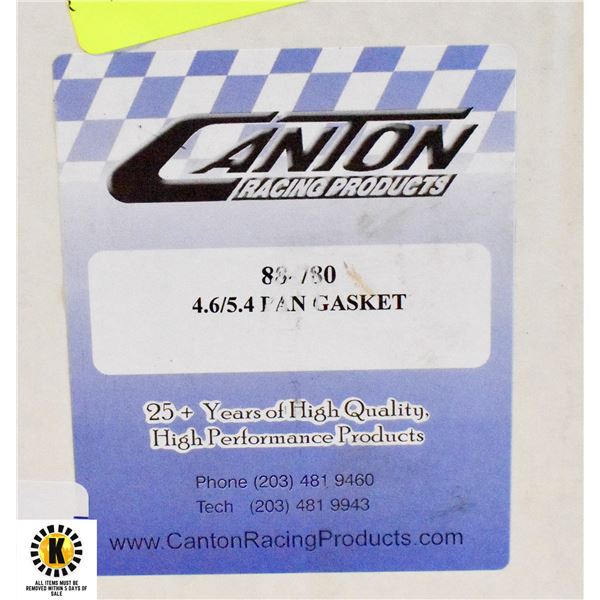 CANTON
RACING PRODUCTS
88-780
4.6/5.4 PAN GASKET
25+ Years of High Quality,
High Performance Products
Phone (203) 481 9460
Tech (203) 481 9943
www.CantonRacingProducts.com
K
ALL ITEMS MUST BE
REMOVED WITHIN 5 DAYS OF
SALE